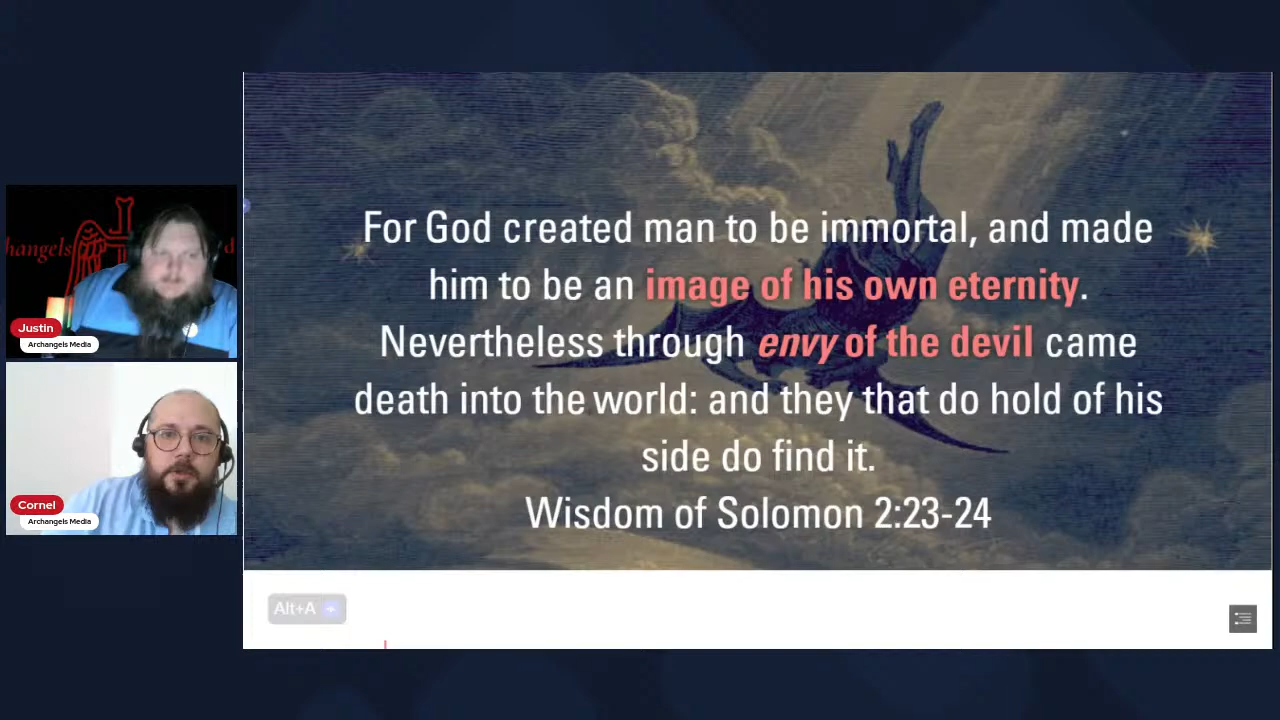 hangels
d
Justin
Archangels Media
Cornel
Archangels Media
For God created man to be immortal, and made
him to be an image of his own eternity.
Nevertheless through envy of the devil came
death into the world: and they that do hold of his
side do find it.
Wisdom of Solomon 2:23-24
Alt+A